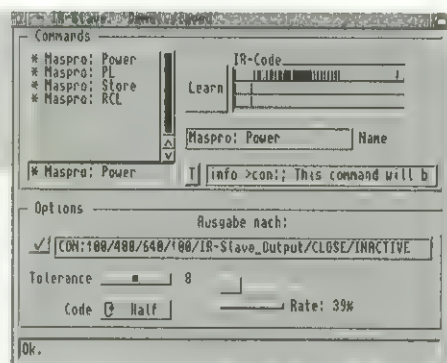 IR-Slave
Commands
* Maspro: Power
* Maspro: PL
* Maspro: Store
* Maspro: RCL
* Maspro: Power
IR-Code
Learn
Maspro: Power
Name
T
info >con:; This command will b
Options
Ausgabe nach:
CON:100/400/640/100/IR-Slave_Output/CLOSE/INACTIVE
Tolerance
8
Code
Half
Rate: 39%
Ok.